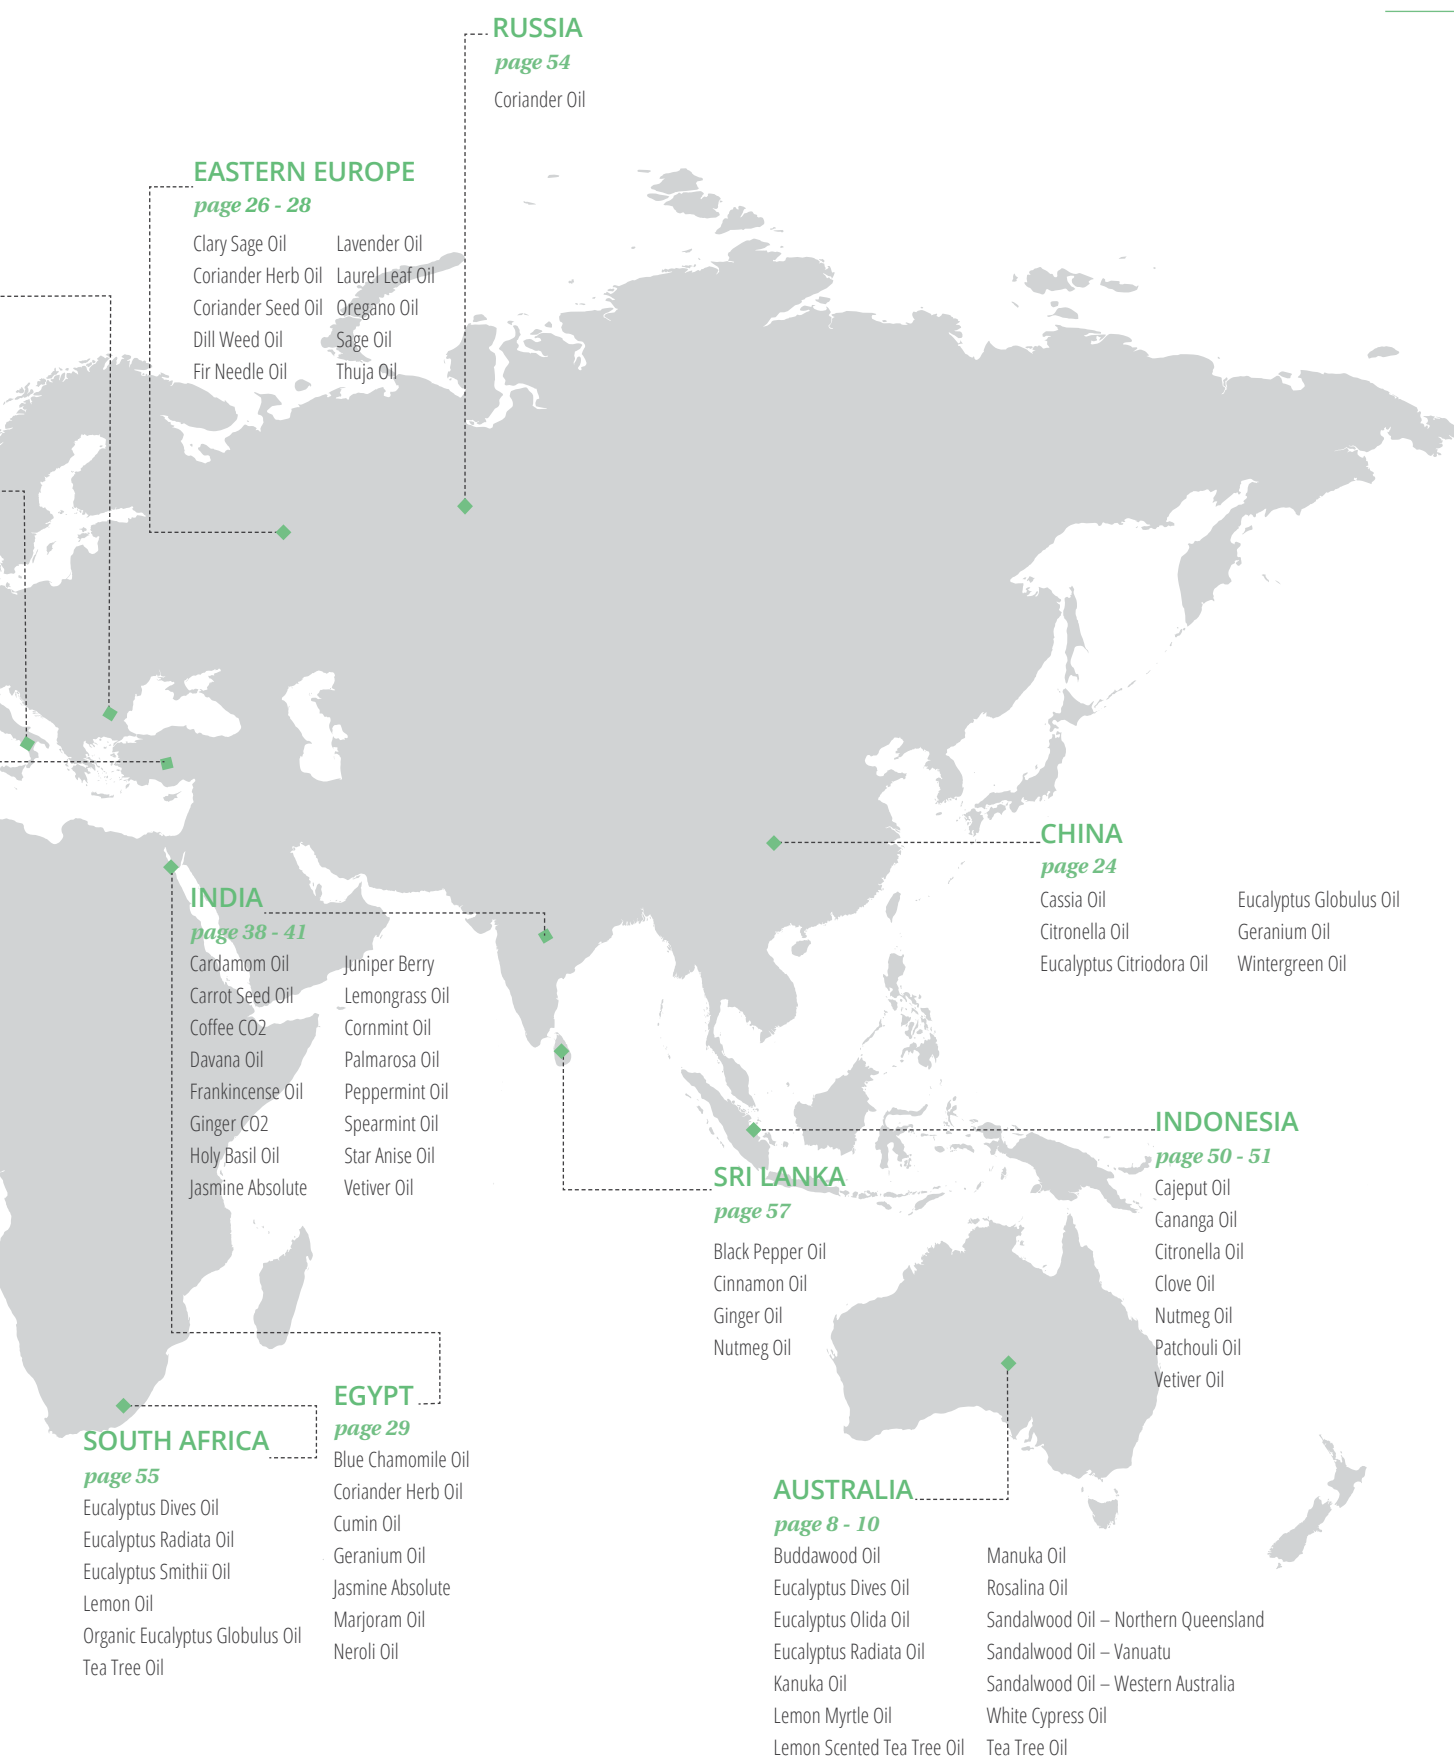 RUSSIA
page 54
Coriander Oil
EASTERN EUROPE
page 26 - 28
Clary Sage Oil
Coriander Herb Oil
Coriander Seed Oil
Dill Weed Oil
Fir Needle Oil
Lavender Oil
Laurel Leaf Oil
Oregano Oil
Sage Oil
Thuja Oil
CHINA
page 24
Cassia Oil
Citronella Oil
Eucalyptus Citriodora Oil
Eucalyptus Globulus Oil
Geranium Oil
Wintergreen Oil
INDIA
page 38 - 41
Cardamom Oil
Carrot Seed Oil
Coffee CO2
Davana Oil
Frankincense Oil
Ginger CO2
Holy Basil Oil
Jasmine Absolute
Juniper Berry
Lemongrass Oil
Cornmint Oil
Palmarosa Oil
Peppermint Oil
Spearmint Oil
Star Anise Oil
Vetiver Oil
INDONESIA
page 50 - 51
Cajeput Oil
Cananga Oil
Citronella Oil
Clove Oil
Nutmeg Oil
Patchouli Oil
Vetiver Oil
SRI LANKA
page 57
Black Pepper Oil
Cinnamon Oil
Ginger Oil
Nutmeg Oil
EGYPT
page 29
Blue Chamomile Oil
Coriander Herb Oil
Cumin Oil
Geranium Oil
Jasmine Absolute
Marjoram Oil
Neroli Oil
SOUTH AFRICA
page 55
Eucalyptus Dives Oil
Eucalyptus Radiata Oil
Eucalyptus Smithii Oil
Lemon Oil
Organic Eucalyptus Globulus Oil
Tea Tree Oil
AUSTRALIA
page 8 - 10
Buddawood Oil
Eucalyptus Dives Oil
Eucalyptus Olida Oil
Eucalyptus Radiata Oil
Kanuka Oil
Lemon Myrtle Oil
Lemon Scented Tea Tree Oil
Manuka Oil
Rosalina Oil
Sandalwood Oil – Northern Queensland
Sandalwood Oil – Vanuatu
Sandalwood Oil – Western Australia
White Cypress Oil
Tea Tree Oil